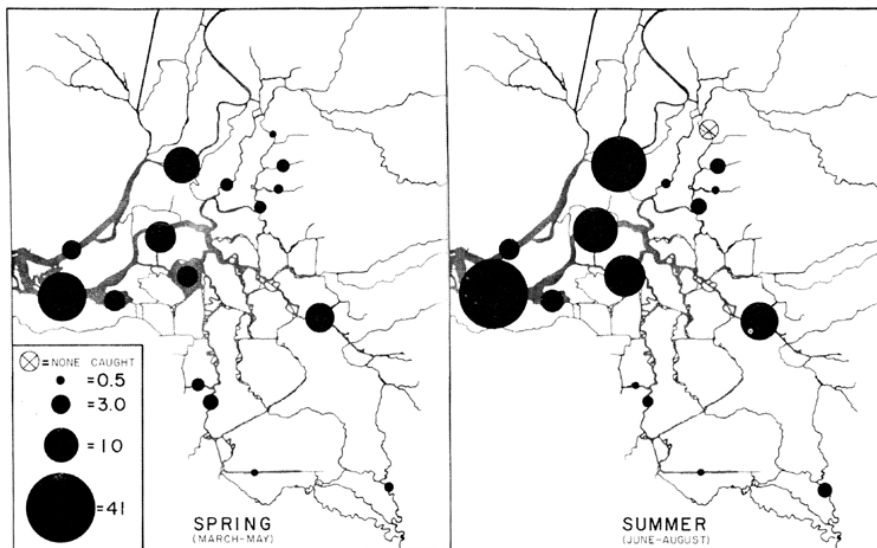 = NONE CAUGHT
= 0.5
= 3.0
= 10
= 41
SPRING
(MARCH-MAY)
SUMMER
(JUNE-AUGUST)